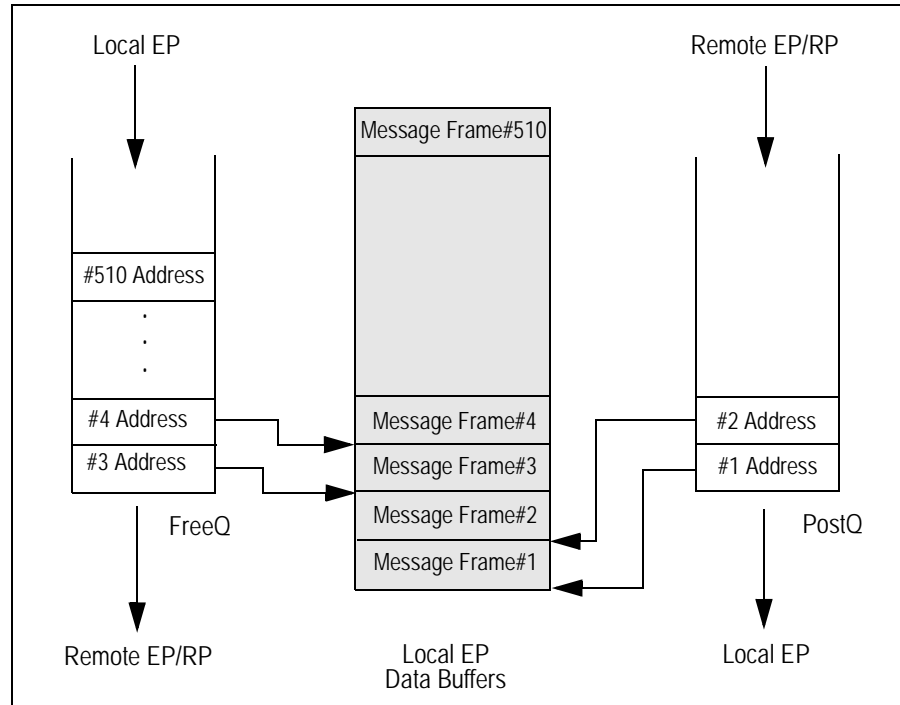 Local EP
Remote EP/RP
Message Frame#510
#510 Address
.
.
.
#4 Address
#3 Address
Message Frame#4
Message Frame#3
Message Frame#2
Message Frame#1
#2 Address
#1 Address
FreeQ
PostQ
Remote EP/RP
Local EP
Data Buffers
Local EP